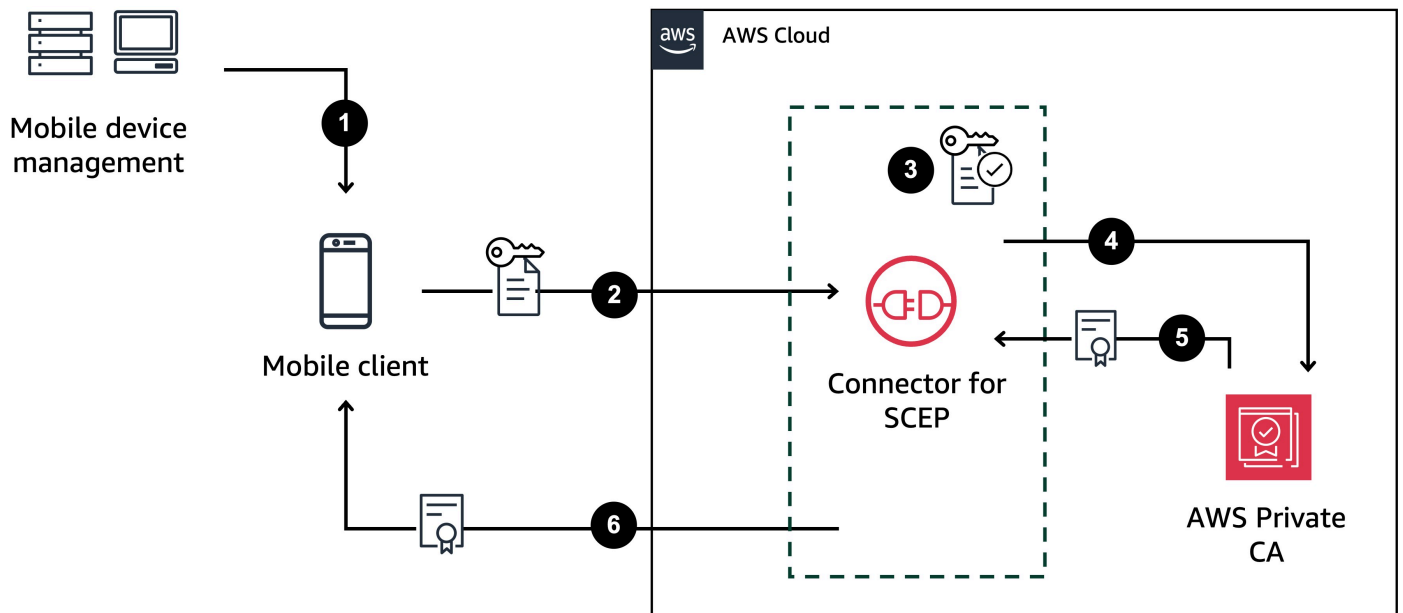 aws
AWS Cloud
Mobile device
management
1
3
4
2
5
Mobile client
Connector for
SCEP
6
AWS Private
CA